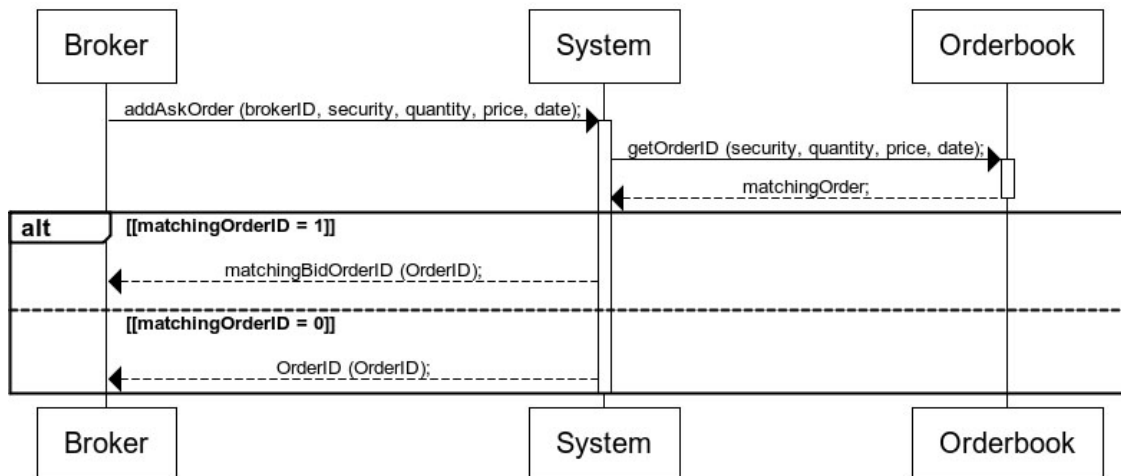 Broker
System
Orderbook
addAskOrder (brokerID, security, quantity, price, date);
getOrderID (security, quantity, price, date);
matchingOrder;
alt
[[matchingOrderID = 1]]
matchingBidOrderID (OrderID);
[[matchingOrderID = 0]]
OrderID (OrderID);
Broker
System
Orderbook